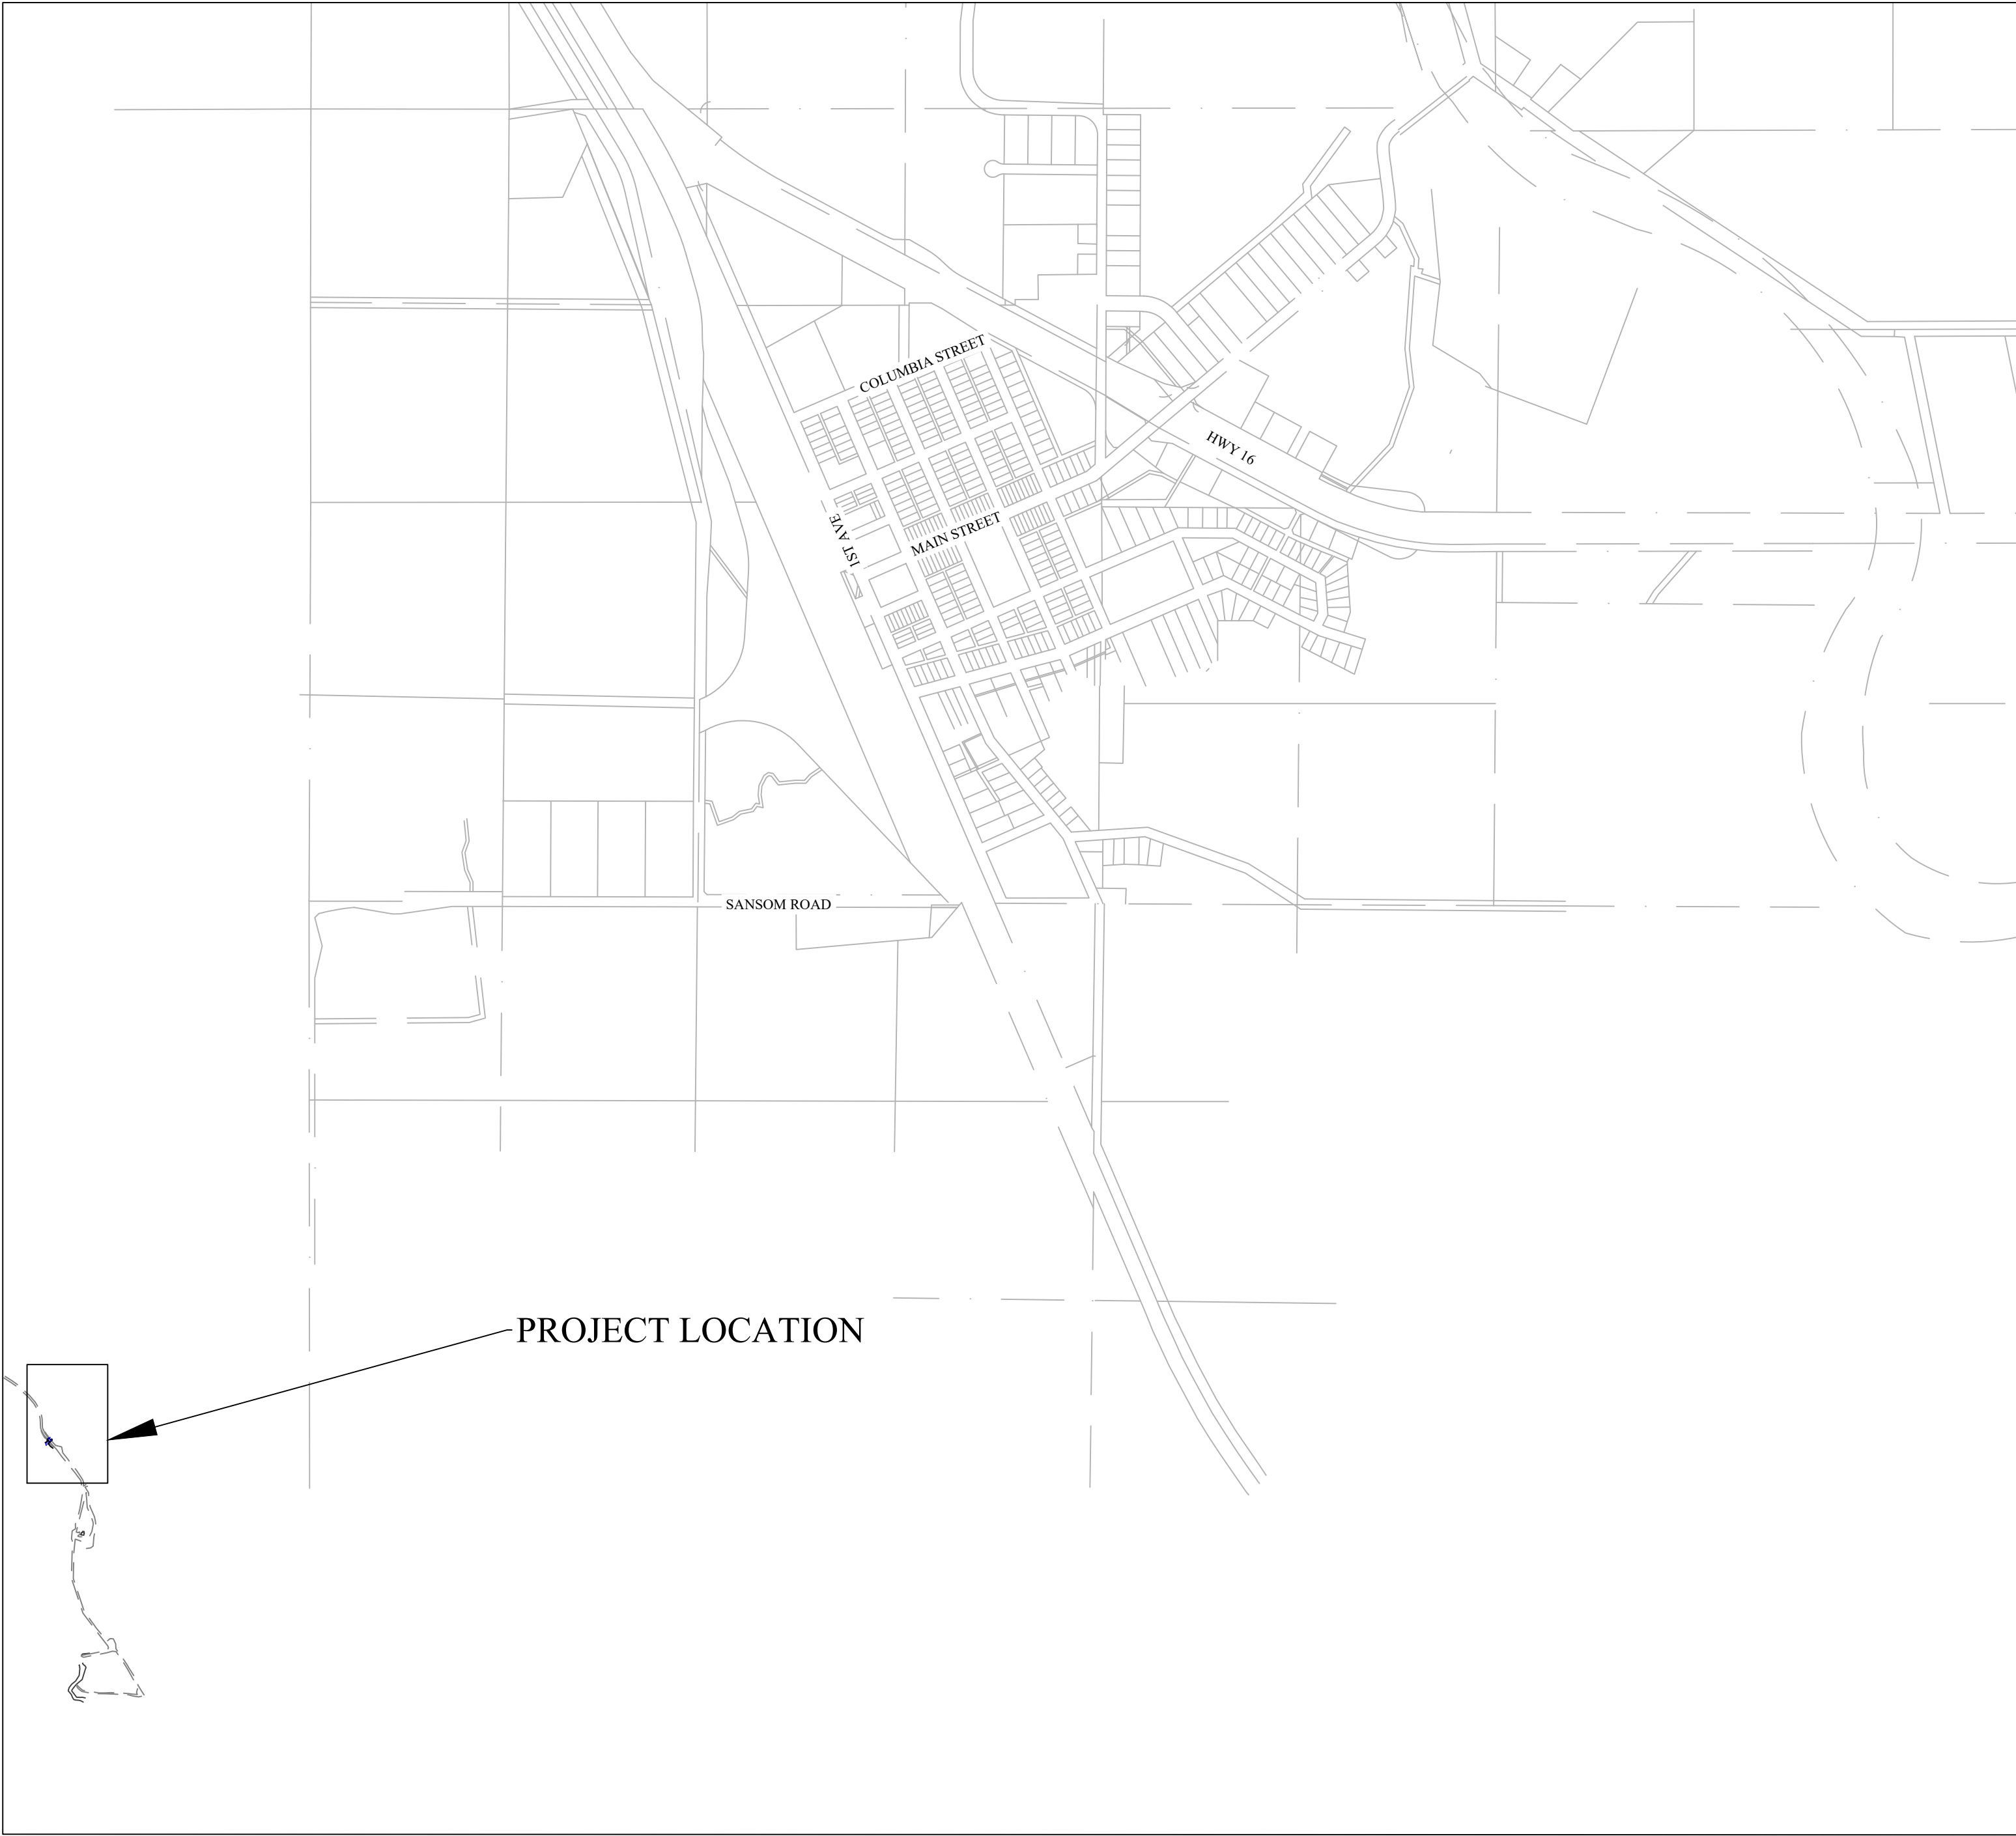 COLUMBIA STREET
HWY 16
MAIN STREET
1ST AVE
SANSOM ROAD
PROJECT LOCATION